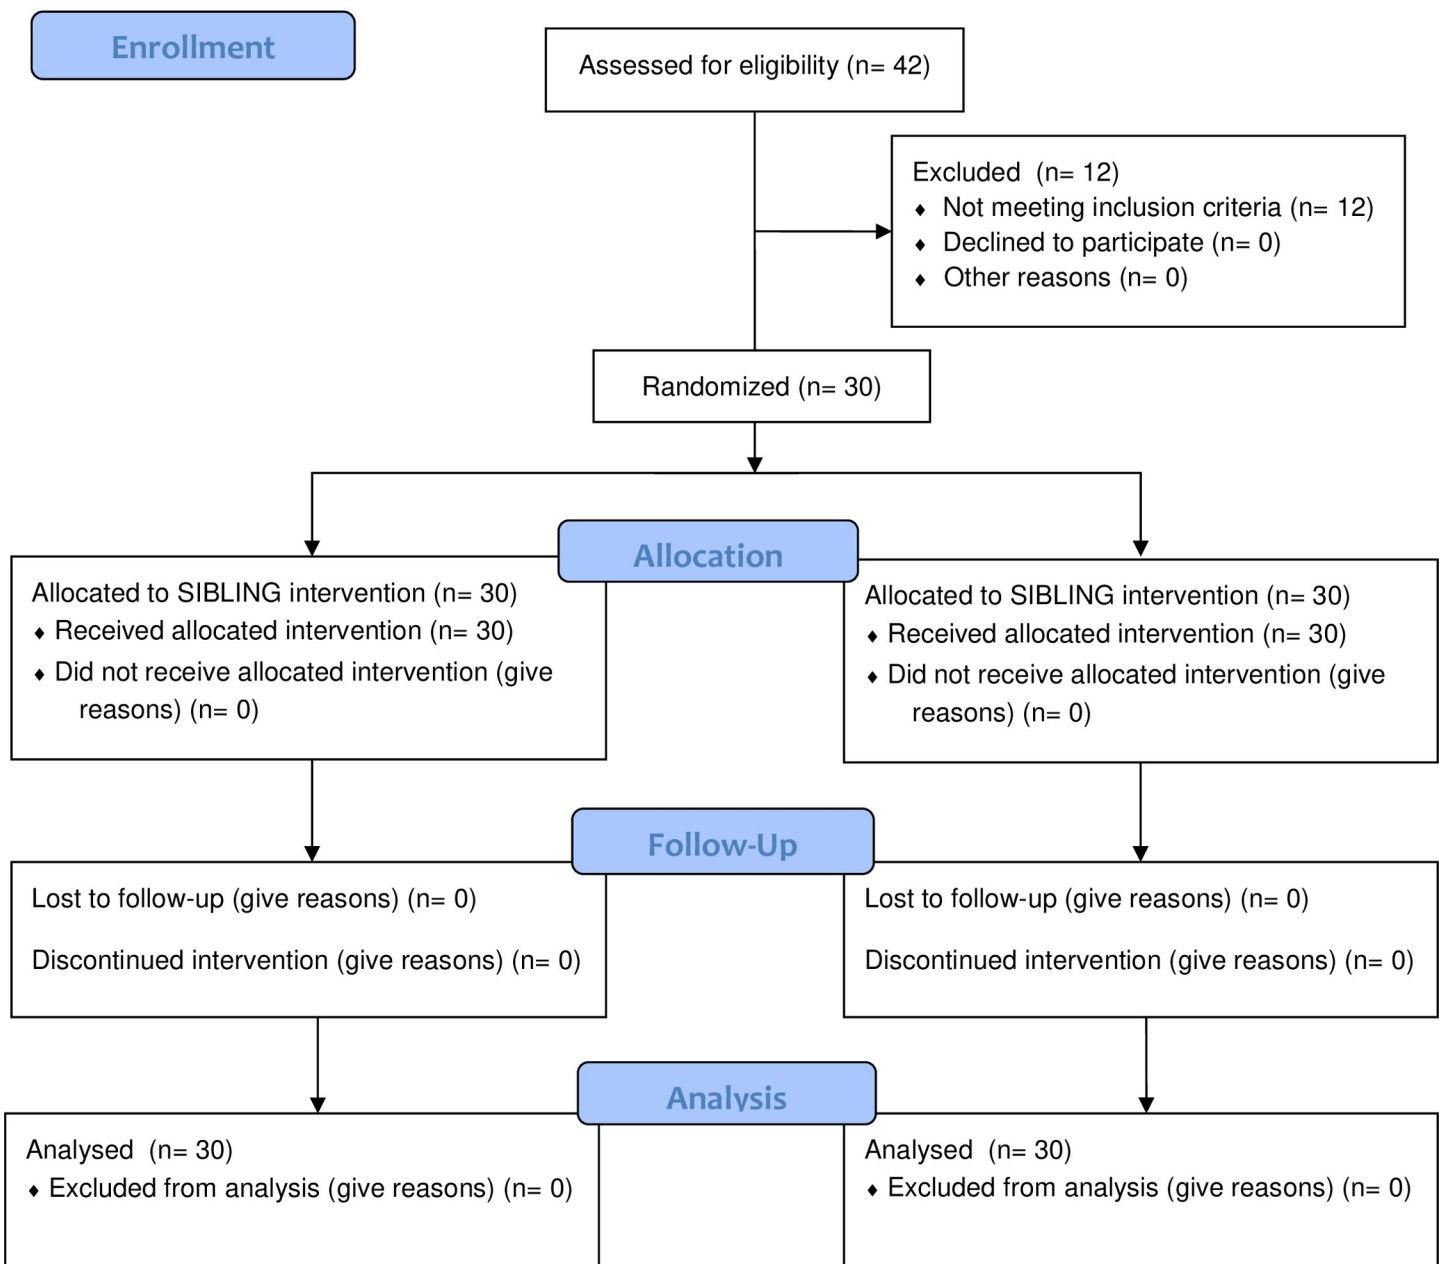 Enrollment
Assessed for eligibility (n= 42)
Excluded (n= 12)
♦ Not meeting inclusion criteria (n= 12)
♦ Declined to participate (n= 0)
♦ Other reasons (n= 0)
Randomized (n= 30)
Allocation
Allocated to SIBLING intervention (n= 30)
♦ Received allocated intervention (n= 30)
♦ Did not receive allocated intervention (give
reasons) (n= 0)
Allocated to SIBLING intervention (n= 30)
♦ Received allocated intervention (n= 30)
♦ Did not receive allocated intervention (give
reasons) (n= 0)
Follow-Up
Lost to follow-up (give reasons) (n= 0)
Discontinued intervention (give reasons) (n= 0)
Lost to follow-up (give reasons) (n= 0)
Discontinued intervention (give reasons) (n= 0)
Analysis
Analysed (n= 30)
♦ Excluded from analysis (give reasons) (n= 0)
Analysed (n= 30)
♦ Excluded from analysis (give reasons) (n= 0)